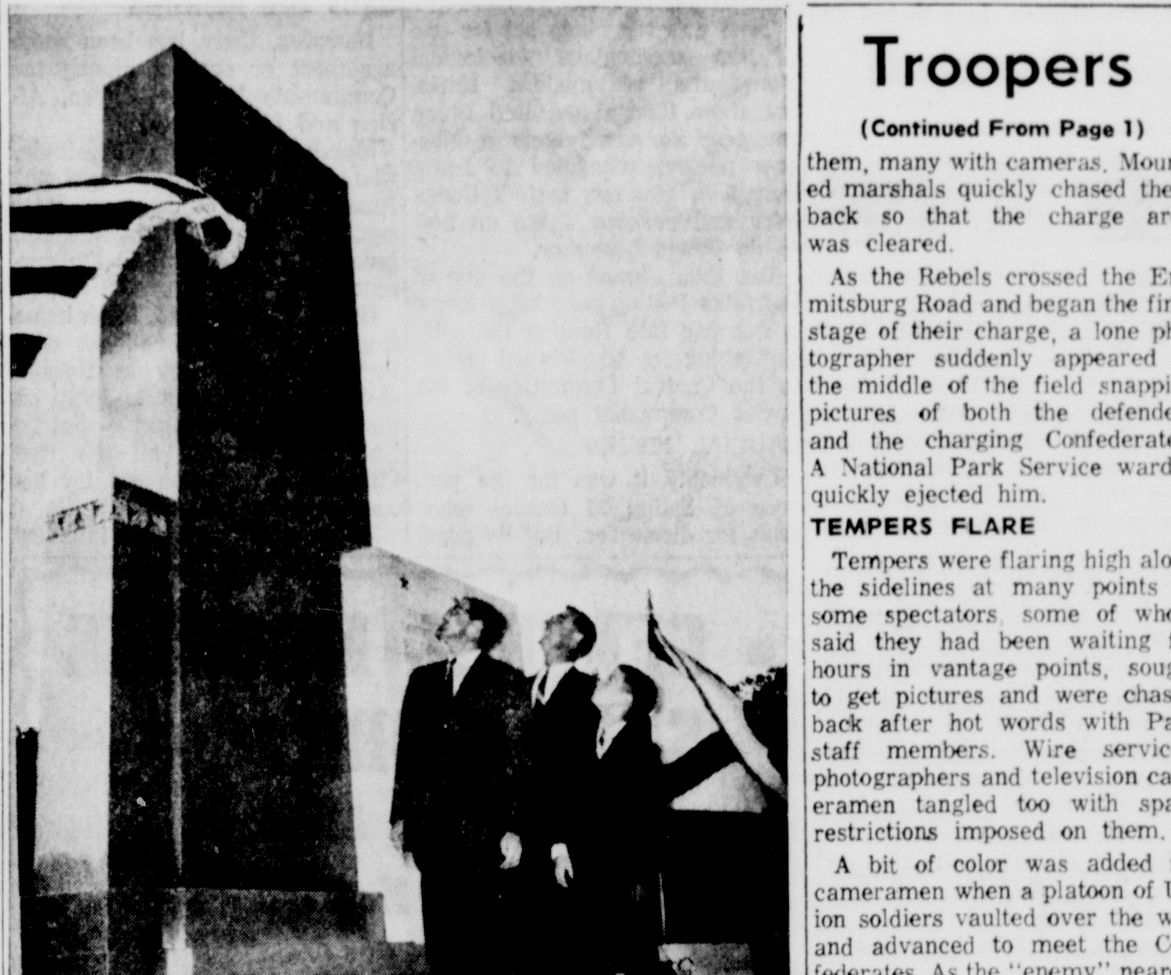 Troopers
(Continued From Page 1)
them, many with cameras. Moun
ed marshals quickly chased the
back so that the charge ar
was cleared.
As the Rebels crossed the E
mitsburg Road and began the fir
stage of their charge, a lone ph
tographer suddenly appeared
the middle of the field snappi
pictures of both the defende
and the charging Confederate
A National Park Service ward
quickly ejected him.
TEMPERS FLARE
Tempers were flaring high alo
the sidelines at many points
some spectators, some of who
said they had been waiting
hours in vantage points, soug
to get pictures and were chas
back after hot words with Pa
staff members. Wire servic
photographers and television ca
eramen tangled too with spa
restrictions imposed on them.
A bit of color was added
cameramen when a platoon of U
ion soldiers vaulted over the w
and advanced to meet the C
federates. As the "enemy" near